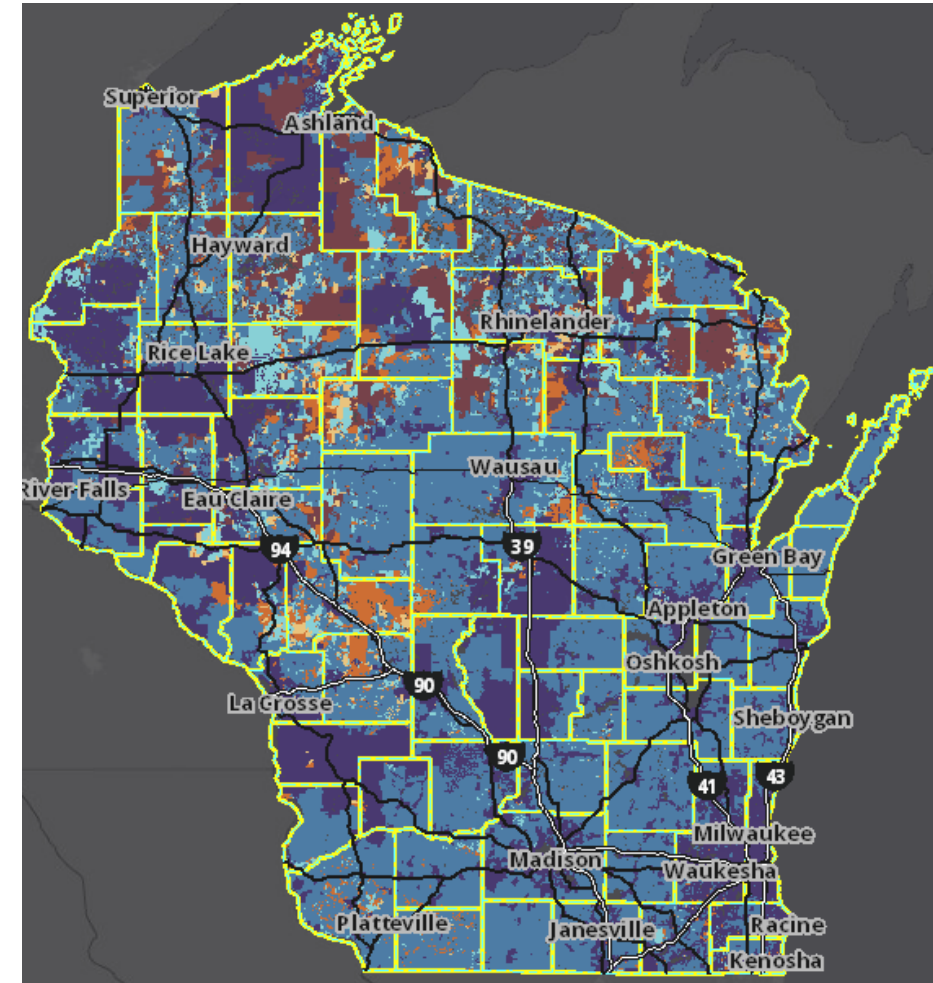 Superior
Ashland
Hayward
Rhinelander
Rice Lake
Wausau
River Falls
Eau Claire
94
39
Green Bay
Appleton
Oshkosh
90
La Crosse
Sheboygan
90
41
43
Milwaukee
Madison
Waukesha
Platteville
Janesville
Racine
Kenosha